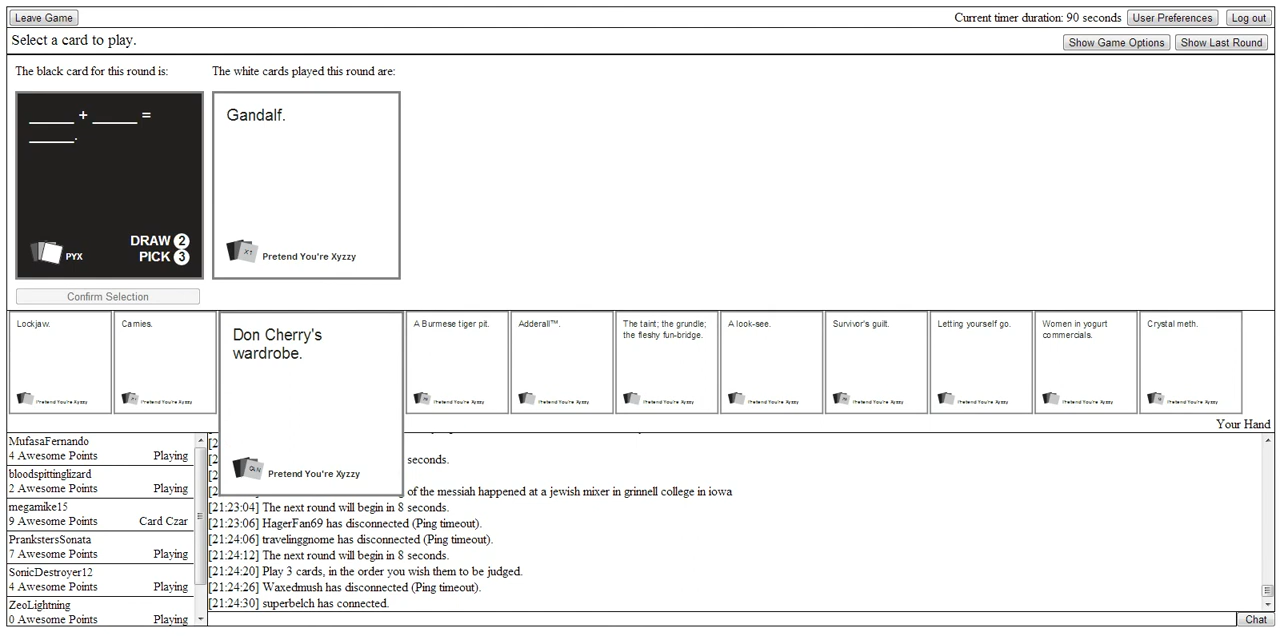 Leave Game
Current timer duration: 90 seconds
User Preferences
Log out
Select a card to play.
Show Game Options
Show Last Round
The black card for this round is:
The white cards played this round are:
_____ + _____ =
_____.
DRAW 2
PICK 3
PYX
Gandalf.
X1
Pretend You're Xyzzy
Confirm Selection
Lockjaw.
Pretend You're Xyzzy
Camies.
Pretend You're Xyzzy
Don Cherry's
wardrobe.
CAN
Pretend You're Xyzzy
A Burmese tiger pit.
Pretend You're Xyzzy
Adderall™.
Pretend You're Xyzzy
The taint; the grundle;
the fleshy fun-bridge.
Pretend You're Xyzzy
A look-see.
Pretend You're Xyzzy
Survivor's guilt.
Pretend You're Xyzzy
Letting yourself go.
Pretend You're Xyzzy
Women in yogurt
commercials.
Pretend You're Xyzzy
Crystal meth.
Pretend You're Xyzzy
Your Hand
MufasaFernando
4 Awesome Points Playing
bloodspittinglizard
2 Awesome Points Playing
megamike15
9 Awesome Points Card Czar
PrankstersSonata
7 Awesome Points Playing
SonicDestroyer12
4 Awesome Points Playing
ZeoLightning
0 Awesome Points Playing
seconds.
of the messiah happened at a jewish mixer in grinnell college in iowa
[21:23:04] The next round will begin in 8 seconds.
[21:23:06] HagerFan69 has disconnected (Ping timeout).
[21:24:06] travelinggnome has disconnected (Ping timeout).
[21:24:12] The next round will begin in 8 seconds.
[21:24:20] Play 3 cards, in the order you wish them to be judged.
[21:24:26] Waxedmush has disconnected (Ping timeout).
[21:24:30] superbelch has connected.
Chat